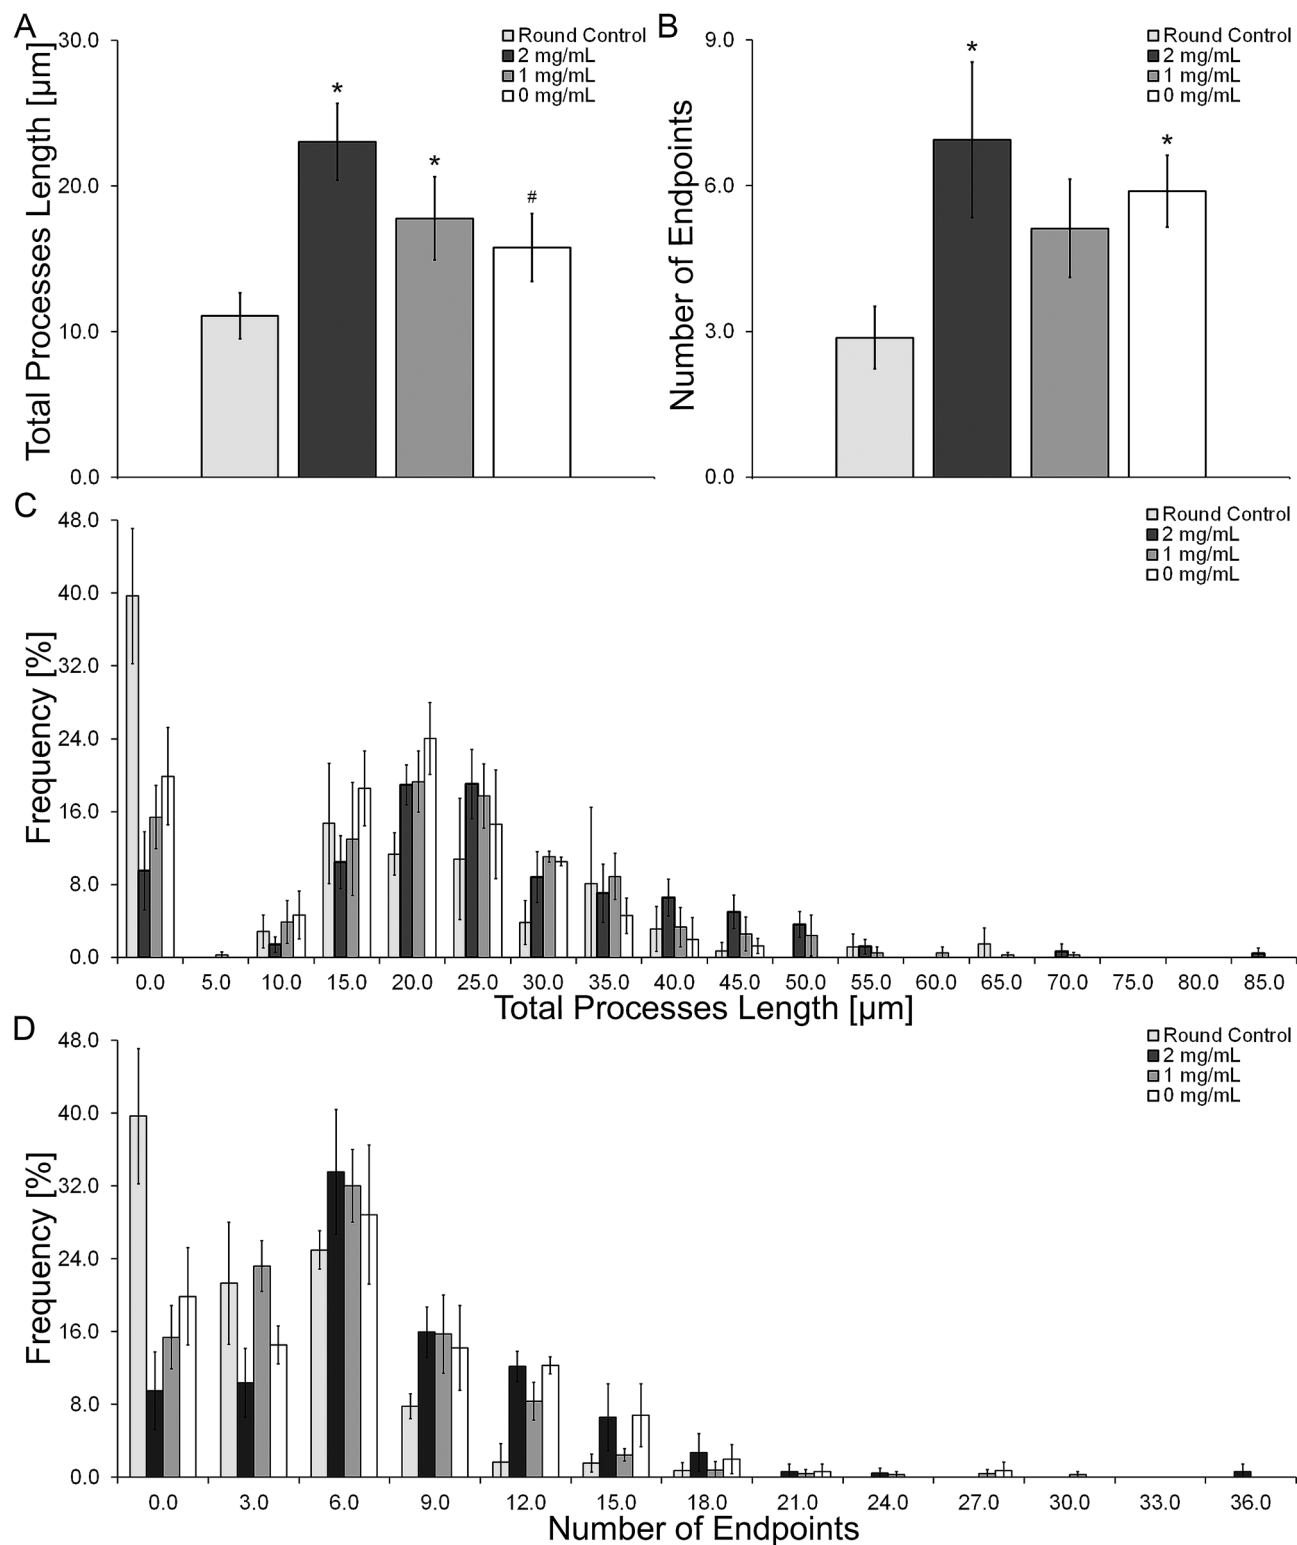 A
Total Processes Length [µm]
30.0
20.0
10.0
0.0
*
*
#
Round Control
2 mg/mL
1 mg/mL
0 mg/mL
B
Number of Endpoints
9.0
6.0
3.0
0.0
*
*
Round Control
2 mg/mL
1 mg/mL
0 mg/mL
C
Frequency [%]
48.0
40.0
32.0
24.0
16.0
8.0
0.0
Round Control
2 mg/mL
1 mg/mL
0 mg/mL
0.0 5.0 10.0 15.0 20.0 25.0 30.0 35.0 40.0 45.0 50.0 55.0 60.0 65.0 70.0 75.0 80.0 85.0
Total Processes Length [µm]
D
Frequency [%]
48.0
40.0
32.0
24.0
16.0
8.0
0.0
Round Control
2 mg/mL
1 mg/mL
0 mg/mL
0.0 3.0 6.0 9.0 12.0 15.0 18.0 21.0 24.0 27.0 30.0 33.0 36.0
Number of Endpoints